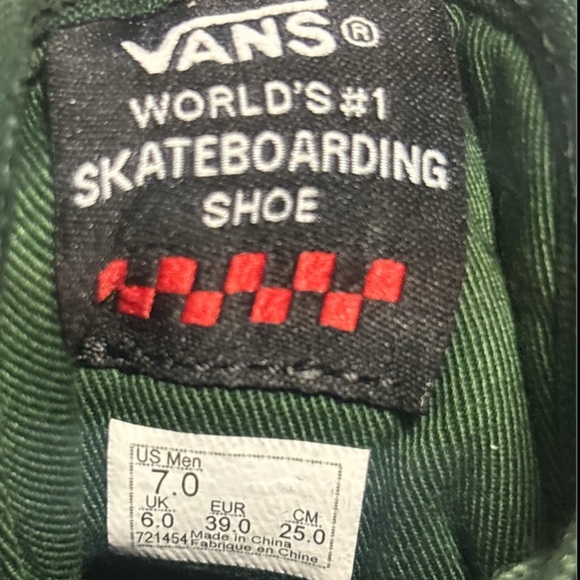 VANS®
WORLD'S #1
SKATEBOARDING
SHOE
US Men
7.0
UK EUR CM
6.0 39.0 25.0
721454 Made in China
Fabrique en Chine